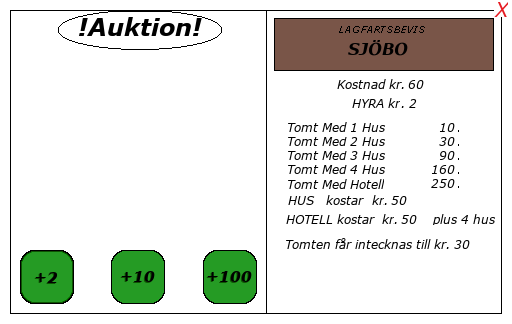 !Auktion!
+2
+10
+100
X
LAGFARTSBEVIS
SJÖBO
Kostnad kr. 60
HYRA kr. 2
Tomt Med 1 Hus 10.
Tomt Med 2 Hus 30.
Tomt Med 3 Hus 90.
Tomt Med 4 Hus 160.
Tomt Med Hotell 250.
HUS kostar kr. 50
HOTELL kostar kr. 50 plus 4 hus
Tomten får intecknas till kr. 30